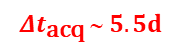 Δt_acq ~ 5.5d